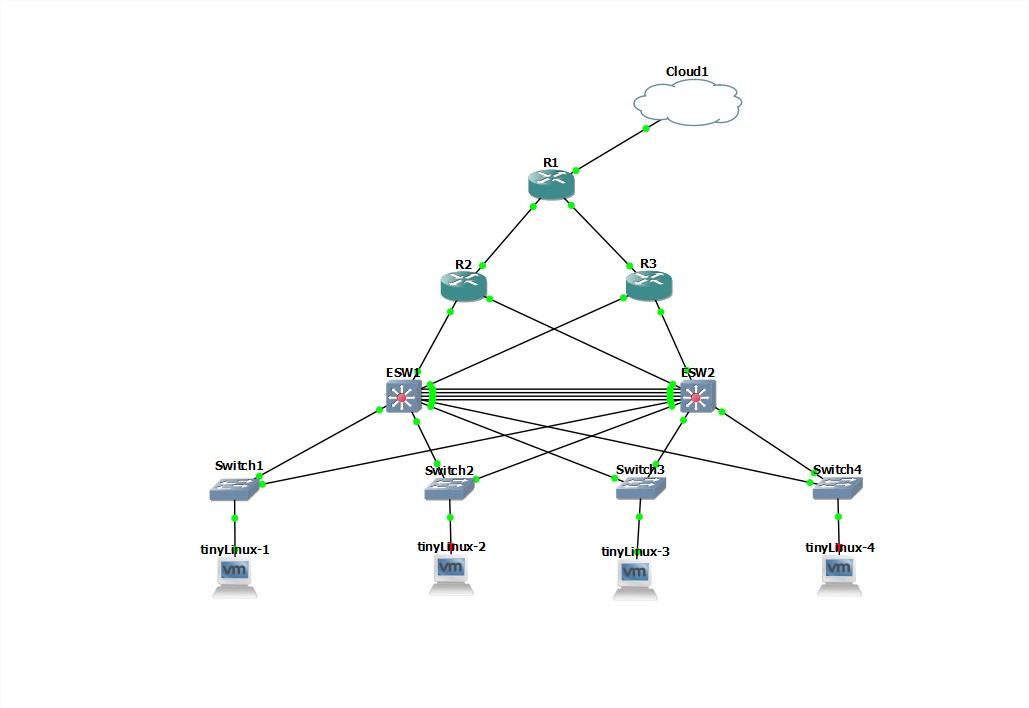 Cloud1
R1
R2
R3
ESW1
ESW2
Switch1
Switch2
Switch3
Switch4
tinyLinux-1
tinyLinux-2
tinyLinux-3
tinyLinux-4
vm
vm
vm
vm